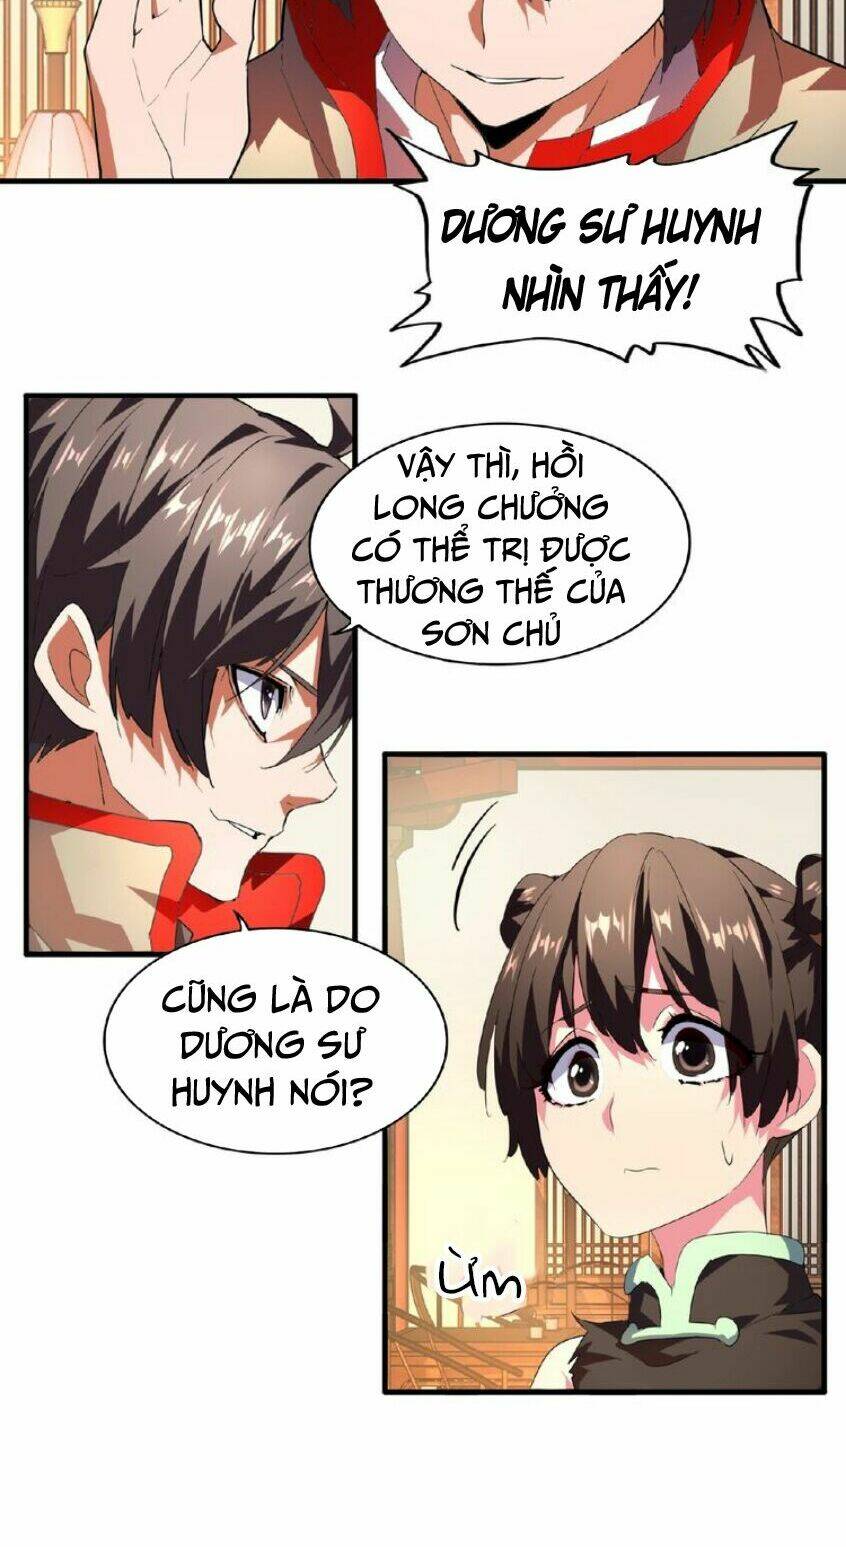 DƯƠNG SƯ HUYNH
NHÌN THẤY!
VẬY THÌ, HỒI
LONG CHƯỞNG
CÓ THỂ TRỊ ĐƯỢC
THƯƠNG THẾ CỦA
SƠN CHỦ
CŨNG LÀ DO
DƯƠNG SƯ
HUYNH NÓI?
ỪM